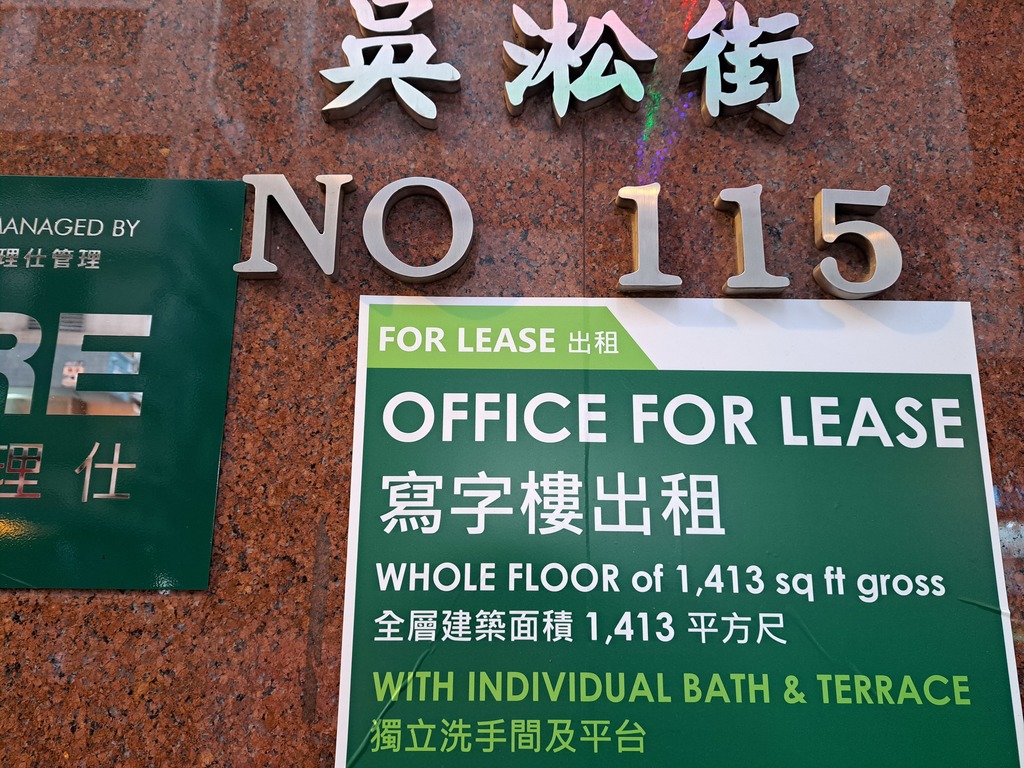 吳淞街
NO 115
MANAGED BY
理仕管理
RE
理仕
FOR LEASE 出租
OFFICE FOR LEASE
寫字樓出租
WHOLE FLOOR of 1,413 sq ft gross
全層建築面積 1,413 平方尺
WITH INDIVIDUAL BATH & TERRACE
獨立洗手間及平台